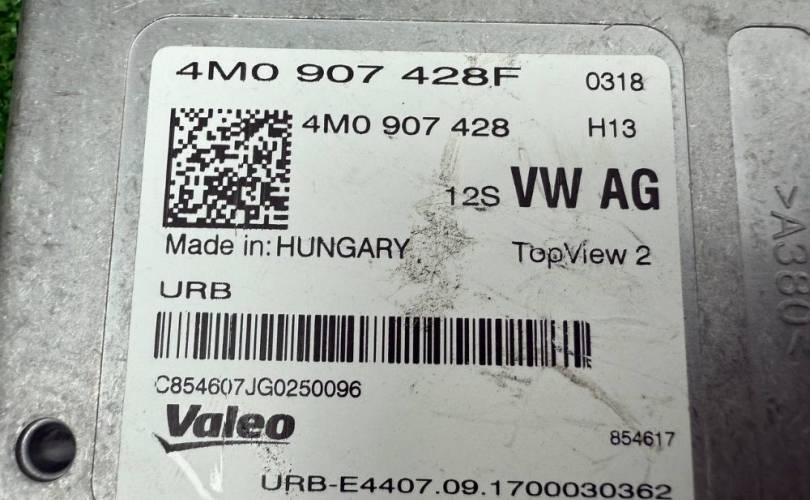 4M0 907 428F 0318
4M0 907 428 H13
12S VW AG
Made in: HUNGARY TopView 2
URB
C854607JG0250096
Valeo 854617
URB-E4407.09.1700030362
>A380<